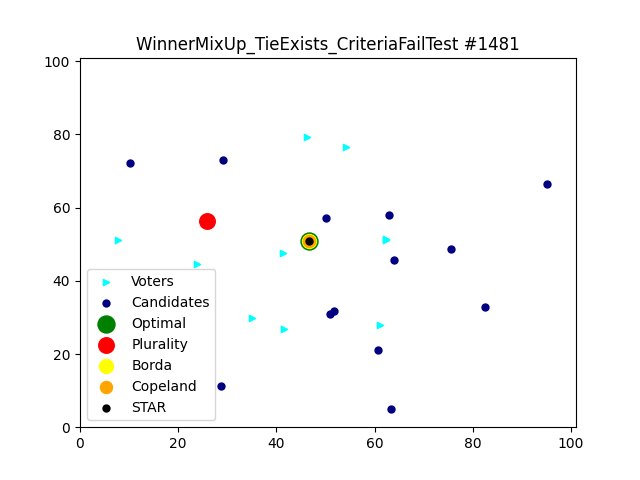 WinnerMixUp_TieExists_CriteriaFailTest #1481
100
80
60
40
20
0
Voters
Candidates
Optimal
Plurality
Borda
Copeland
STAR
0 20 40 60 80 100